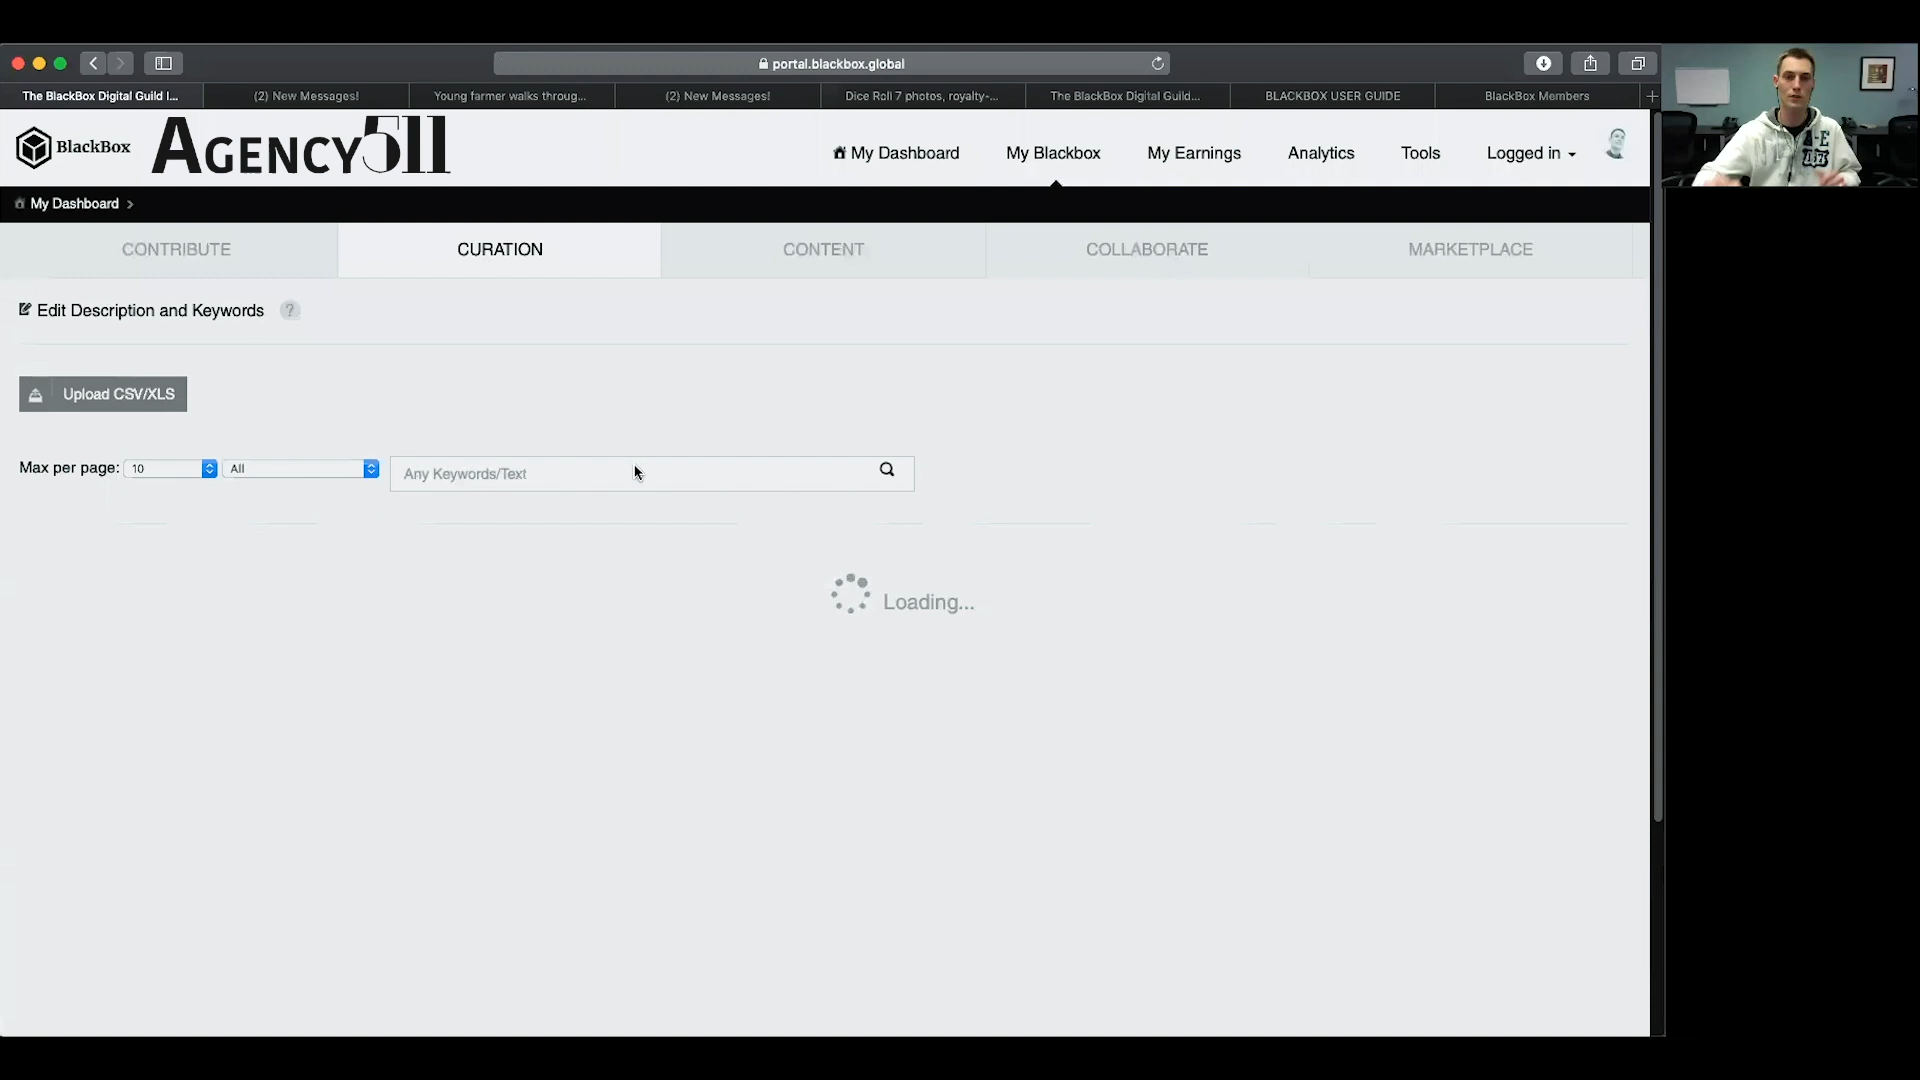 portal.blackbox.global
The BlackBox Digital Guild I...
(2) New Messages!
Young farmer walks throug...
(2) New Messages!
Dice Roll 7 photos, royalty-...
The BlackBox Digital Guild...
BLACKBOX USER GUIDE
BlackBox Members
BlackBox
AGENCY511
My Dashboard
My Blackbox
My Earnings
Analytics
Tools
Logged in
My Dashboard >
CONTRIBUTE
CURATION
CONTENT
COLLABORATE
MARKETPLACE
Edit Description and Keywords ?
Upload CSV/XLS
Max per page: 10 All Any Keywords/Text
Loading...